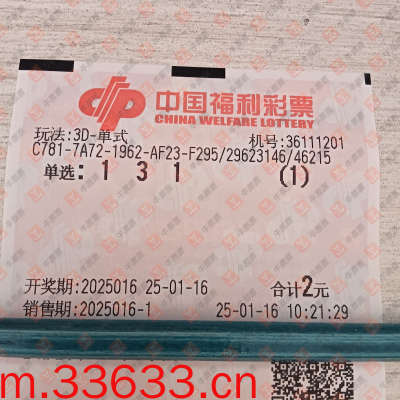 中国福利彩票
CHINA WELFARE LOTTERY
玩法:3D-单式 机号:36111201
C781-7A72-1962-AF23-F295/29623146/46215
单选: 1 3 1 (1)
开奖期:2025016 25-01-16 合计2元
销售期:2025016-1 25-01-16 10:21:29
m.33633.cn